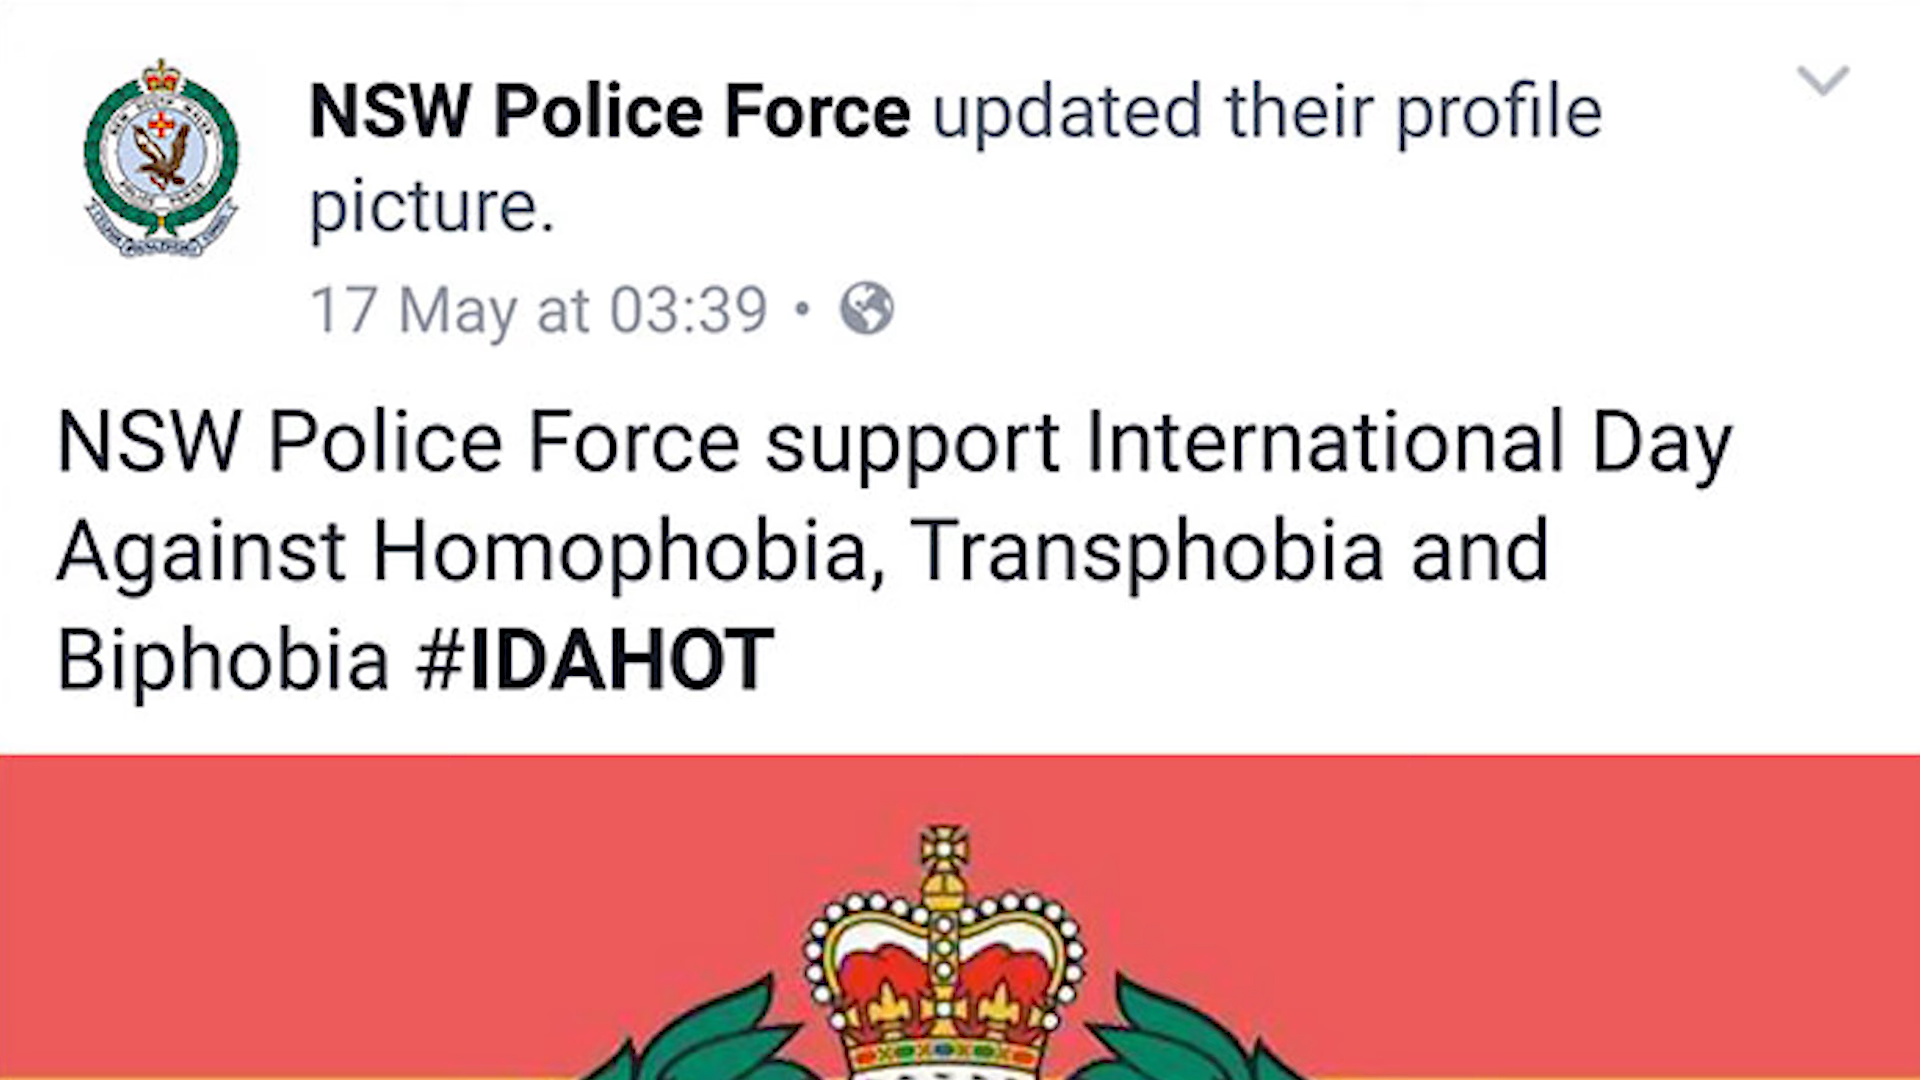 NSW Police Force updated their profile
picture.
17 May at 03:39 •
NSW Police Force support International Day
Against Homophobia, Transphobia and
Biphobia #IDAHOT